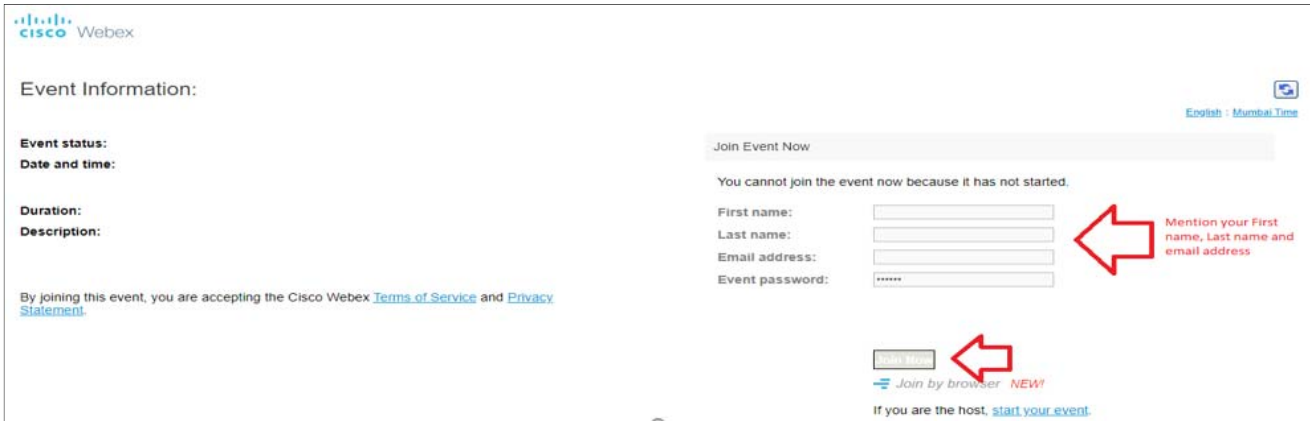 CISCO Webex
Event Information:
English : Mumbai Time
Event status:
Date and time:
Duration:
Description:
By joining this event, you are accepting the Cisco Webex Terms of Service and Privacy
Statement.
Join Event Now
You cannot join the event now because it has not started.
First name:
Last name:
Email address:
Event password:
••••••
Mention your First
name, Last name and
email address
Join Now
Join by browser NEW!
If you are the host, start your event.